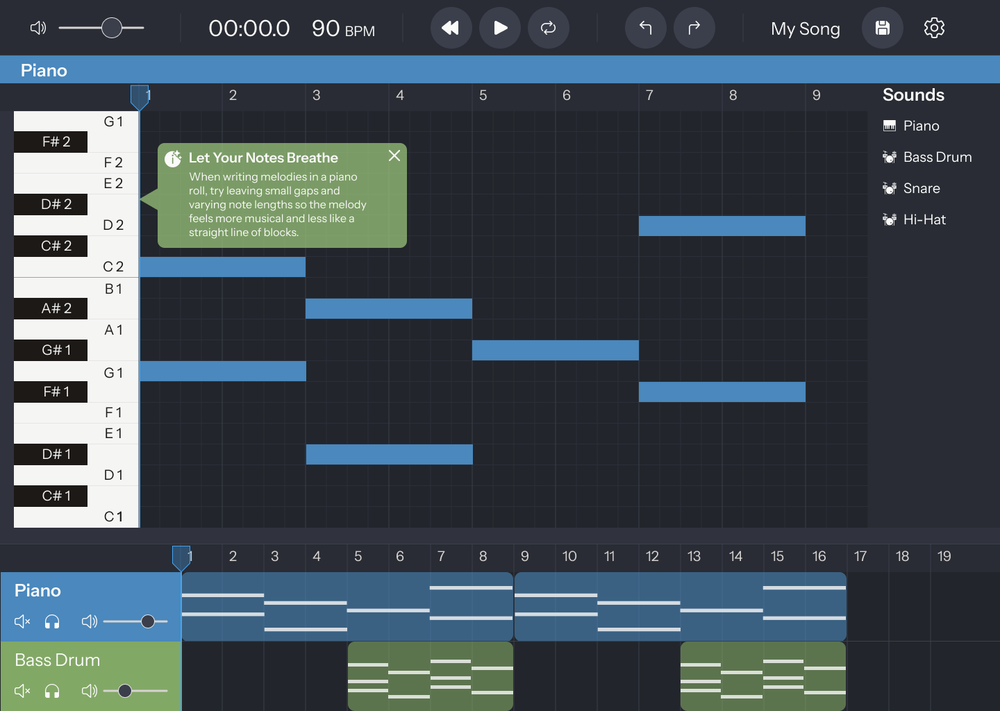 00:00.0 90 BPM My Song
Piano
1 2 3 4 5 6 7 8 9
Sounds
Piano
Bass Drum
Snare
Hi-Hat
G 1
F# 2
F 2
E 2
D# 2
D 2
C# 2
C 2
B 1
A# 2
A 1
G# 1
G 1
F# 1
F 1
E 1
D# 1
D 1
C# 1
C 1
Let Your Notes Breathe
When writing melodies in a piano
roll, try leaving small gaps and
varying note lengths so the melody
feels more musical and less like a
straight line of blocks.
1 2 3 4 5 6 7 8 9 10 11 12 13 14 15 16 17 18 19
Piano
Bass Drum